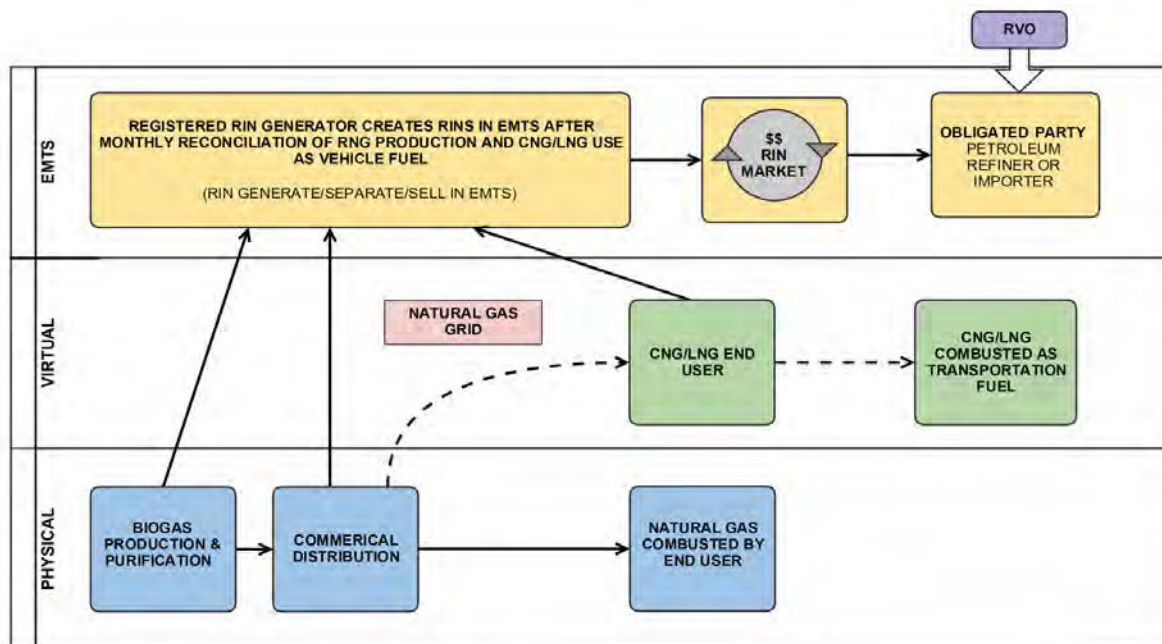 RVO
EMTS
REGISTERED RIN GENERATOR CREATES RINS IN EMTS AFTER
MONTHLY RECONCILIATION OF RNG PRODUCTION AND CNG/LNG USE
AS VEHICLE FUEL
(RIN GENERATE/SEPARATE/SELL IN EMTS)
$$
RIN
MARKET
OBLIGATED PARTY
PETROLEUM
REFINER OR
IMPORTER
VIRTUAL
NATURAL GAS
GRID
CNG/LNG END
USER
CNG/LNG
COMBUSTED AS
TRANSPORTATION
FUEL
PHYSICAL
BIOGAS
PRODUCTION &
PURIFICATION
COMMERICAL
DISTRIBUTION
NATURAL GAS
COMBUSTED BY
END USER